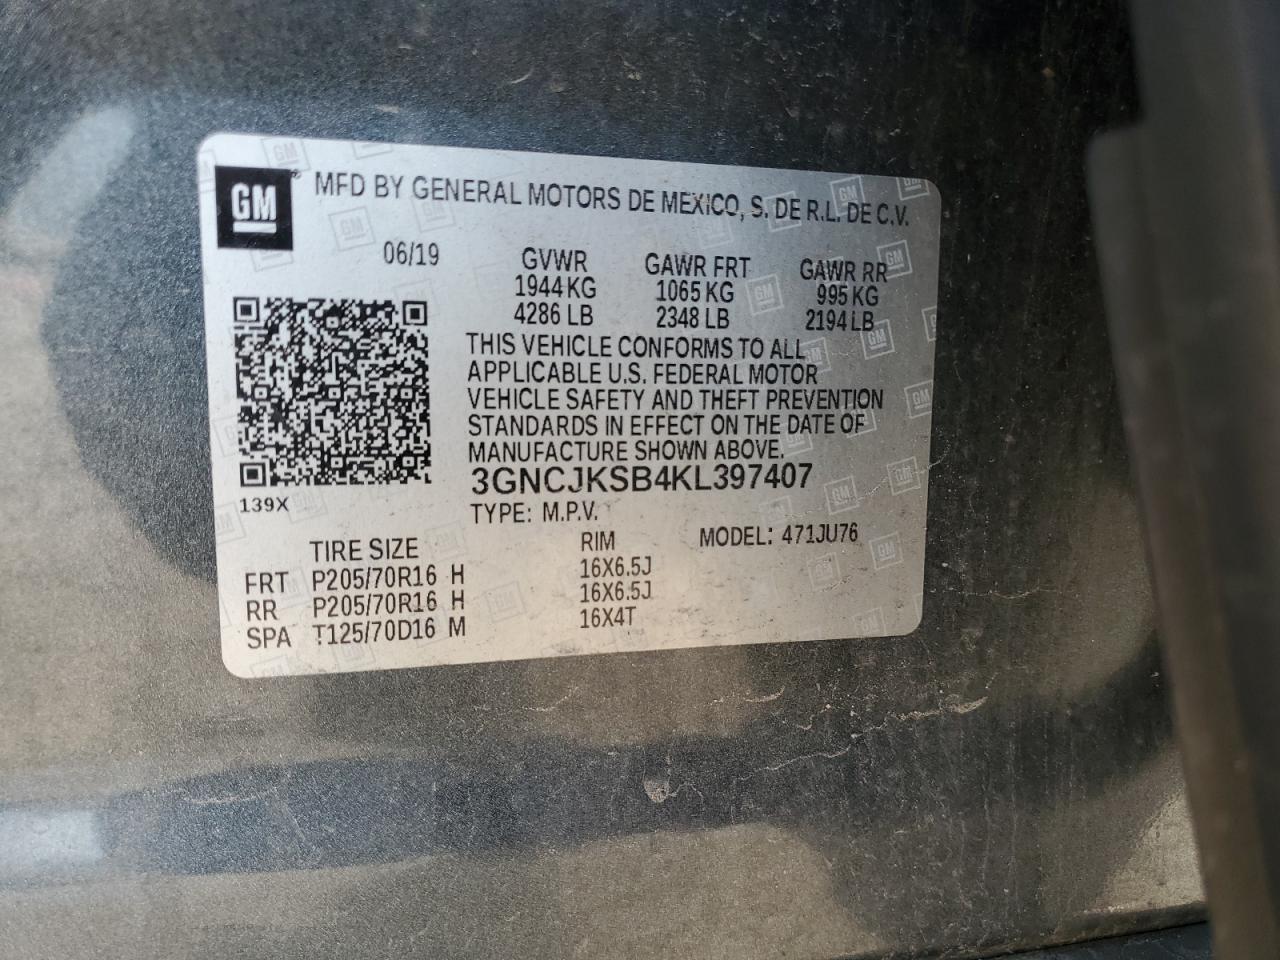 GM
MFD BY GENERAL MOTORS DE MEXICO, S. DE R.L. DE C.V.
06/19 GVWR GAWR FRT GAWR RR
1944 KG 1065 KG 995 KG
4286 LB 2348 LB 2194 LB
THIS VEHICLE CONFORMS TO ALL
APPLICABLE U.S. FEDERAL MOTOR
VEHICLE SAFETY AND THEFT PREVENTION
STANDARDS IN EFFECT ON THE DATE OF
MANUFACTURE SHOWN ABOVE.
3GNCJKSB4KL397407
139X
TYPE: M.P.V.
TIRE SIZE RIM MODEL: 471JU76
FRT P205/70R16 H 16X6.5J
RR P205/70R16 H 16X6.5J
SPA T125/70D16 M 16X4T